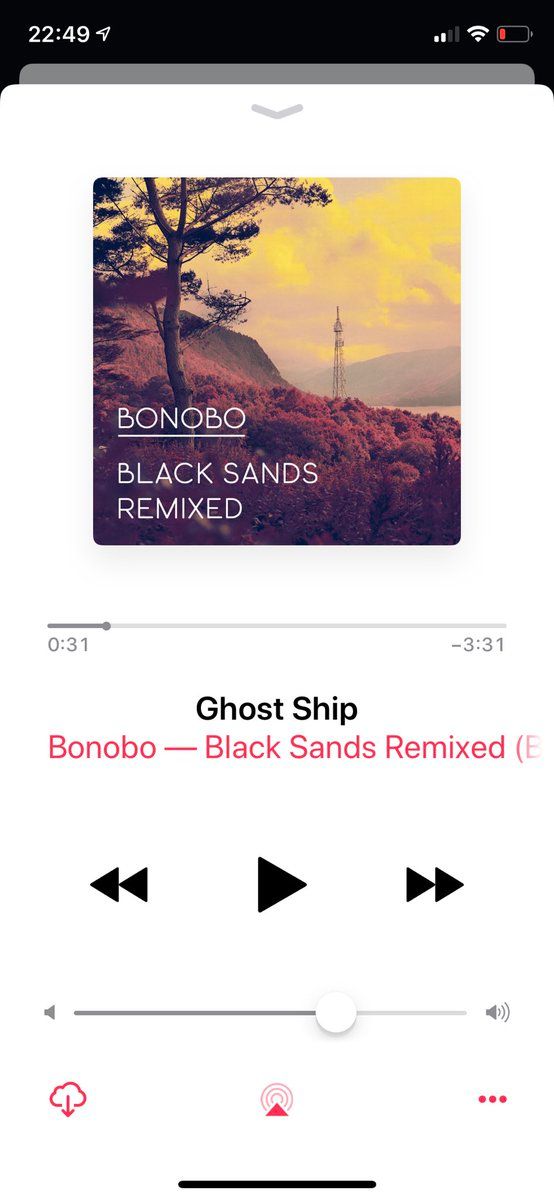 22:49
BONOBO
BLACK SANDS
REMIXED
0:31
−3:31
Ghost Ship
Bonobo — Black Sands Remixed (